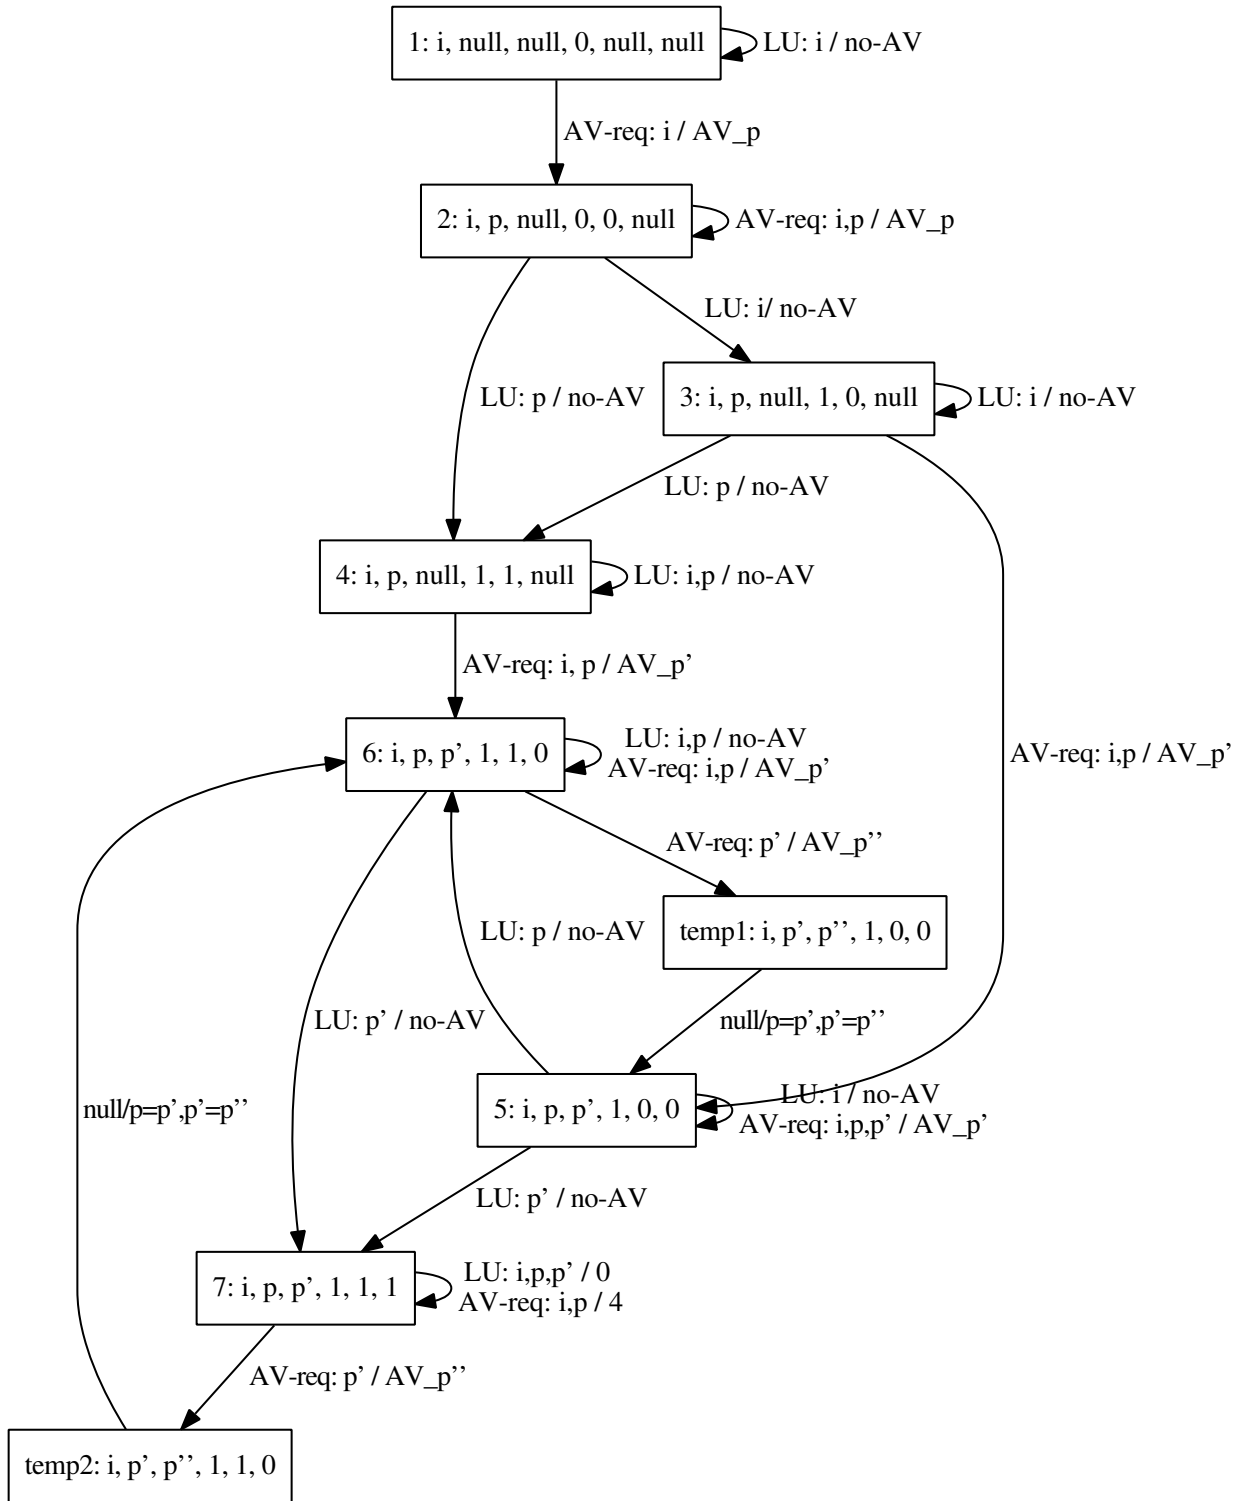 1: i, null, null, 0, null, null
LU: i / no-AV
AV-req: i / AV_p
2: i, p, null, 0, 0, null
AV-req: i,p / AV_p
LU: i/ no-AV
LU: p / no-AV
3: i, p, null, 1, 0, null
LU: i / no-AV
LU: p / no-AV
4: i, p, null, 1, 1, null
LU: i,p / no-AV
AV-req: i, p / AV_p’
6: i, p, p’, 1, 1, 0
LU: i,p / no-AV
AV-req: i,p / AV_p’
AV-req: i,p / AV_p’
AV-req: p’ / AV_p’’
LU: p / no-AV
temp1: i, p’, p’’, 1, 0, 0
LU: p’ / no-AV
null/p=p’,p’=p’’
5: i, p, p’, 1, 0, 0
LU: i / no-AV
AV-req: i,p,p’ / AV_p’
null/p=p’,p’=p’’
LU: p’ / no-AV
7: i, p, p’, 1, 1, 1
LU: i,p,p’ / 0
AV-req: i,p / 4
AV-req: p’ / AV_p’’
temp2: i, p’, p’’, 1, 1, 0